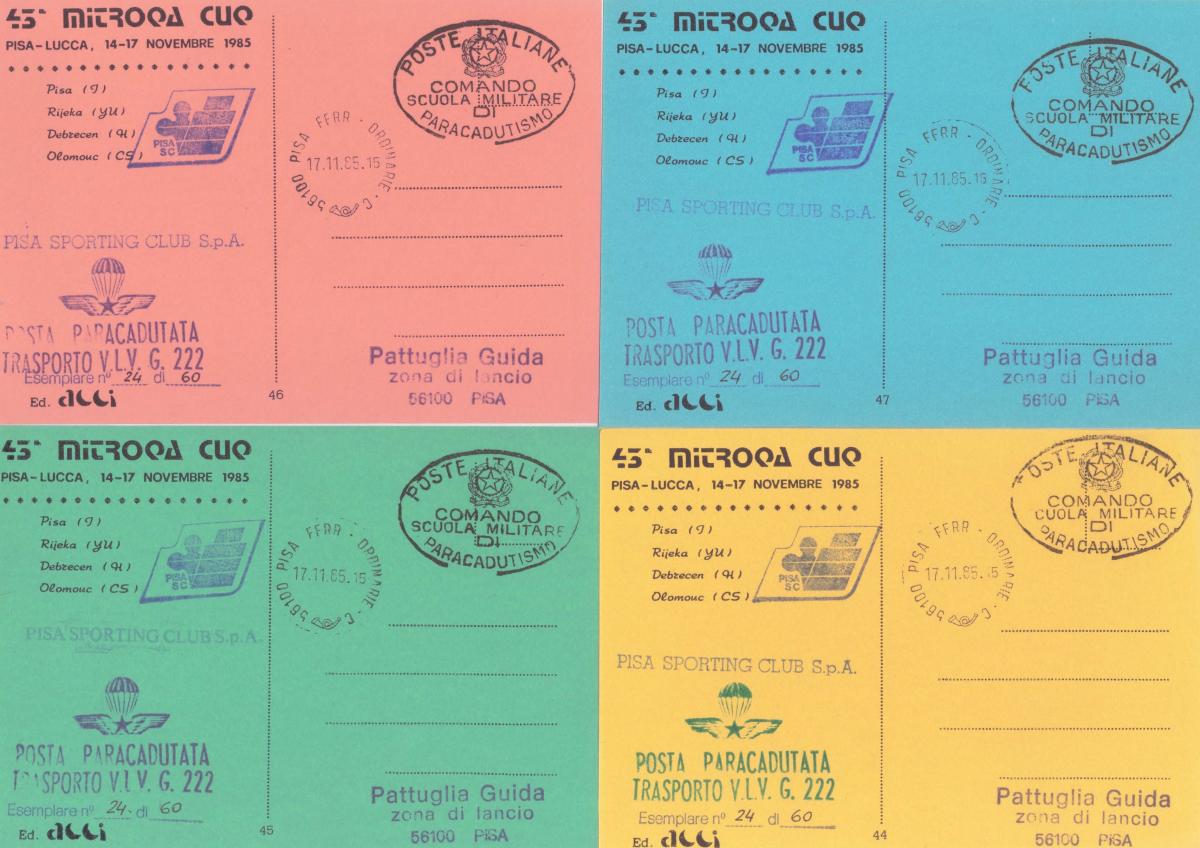 43ª MITROPA CUP
PISA-LUCCA, 14-17 NOVEMBRE 1985
Pisa (I)
Rijeka (YU)
Debrecen (H)
Olomouc (CS)
PISA SC
PISA SPORTING CLUB S.p.A.
POSTA PARACADUTATA
TRASPORTO V.L.V. G. 222
Esemplare nº 24 di 60
Ed. acci
46
POSTE ITALIANE
COMANDO
SCUOLA MILITARE
DI
PARACADUTISMO
56100 PISA FERR - ORDINARIE - C
17.11.85.15
Pattuglia Guida
zona di lancio
56100 PISA
43ª MITROPA CUP
PISA-LUCCA, 14-17 NOVEMBRE 1985
Pisa (I)
Rijeka (YU)
Debrecen (H)
Olomouc (CS)
PISA SC
PISA SPORTING CLUB S.p.A.
POSTA PARACADUTATA
TRASPORTO V.L.V. G. 222
Esemplare nº 24 di 60
Ed. acci
47
POSTE ITALIANE
COMANDO
SCUOLA MILITARE
DI
PARACADUTISMO
56100 PISA FERR - ORDINARIE - C
17.11.85.15
Pattuglia Guida
zona di lancio
56100 PISA
43ª MITROPA CUP
PISA-LUCCA, 14-17 NOVEMBRE 1985
Pisa (I)
Rijeka (YU)
Debrecen (H)
Olomouc (CS)
PISA SC
PISA SPORTING CLUB S.p.A.
POSTA PARACADUTATA
TRASPORTO V.L.V. G. 222
Esemplare nº 24 di 60
Ed. acci
45
POSTE ITALIANE
COMANDO
SCUOLA MILITARE
DI
PARACADUTISMO
56100 PISA FERR - ORDINARIE - C
17.11.85.15
Pattuglia Guida
zona di lancio
56100 PISA
43ª MITROPA CUP
PISA-LUCCA, 14-17 NOVEMBRE 1985
Pisa (I)
Rijeka (YU)
Debrecen (H)
Olomouc (CS)
PISA SC
PISA SPORTING CLUB S.p.A.
POSTA PARACADUTATA
TRASPORTO V.L.V. G. 222
Esemplare nº 24 di 60
Ed. acci
44
POSTE ITALIANE
COMANDO
SCUOLA MILITARE
DI
PARACADUTISMO
56100 PISA FERR - ORDINARIE - C
17.11.85.15
Pattuglia Guida
zona di lancio
56100 PISA